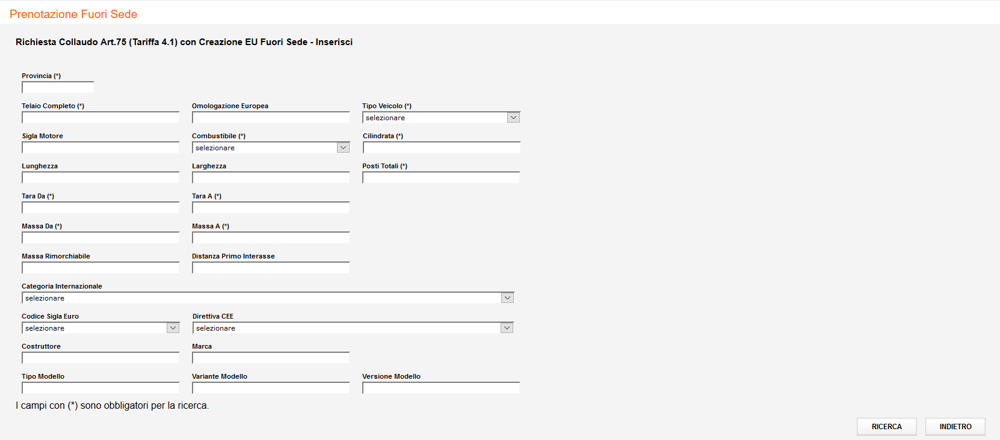 Prenotazione Fuori Sede
Richiesta Collaudo Art.75 (Tariffa 4.1) con Creazione EU Fuori Sede - Inserisci
Provincia (*)
Telaio Completo (*) Omologazione Europea Tipo Veicolo (*)
selezionare
Sigla Motore Combustibile (*) Cilindrata (*)
selezionare
Lunghezza Larghezza Posti Totali (*)
Tara Da (*) Tara A (*)
Massa Da (*) Massa A (*)
Massa Rimorchiabile Distanza Primo Interasse
Categoria Internazionale
selezionare
Codice Sigla Euro Direttiva CEE
selezionare selezionare
Costruttore Marca
Tipo Modello Variante Modello Versione Modello
I campi con (*) sono obbligatori per la ricerca.
RICERCA INDIETRO